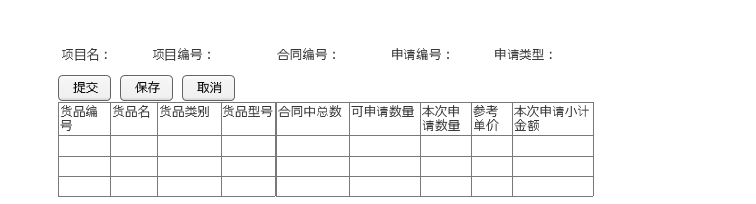 项目名： 项目编号： 合同编号： 申请编号： 申请类型：
提交 保存 取消
货品编号 货品名 货品类别 货品型号 合同中总数 可申请数量 本次申请数量 参考单价 本次申请小计金额